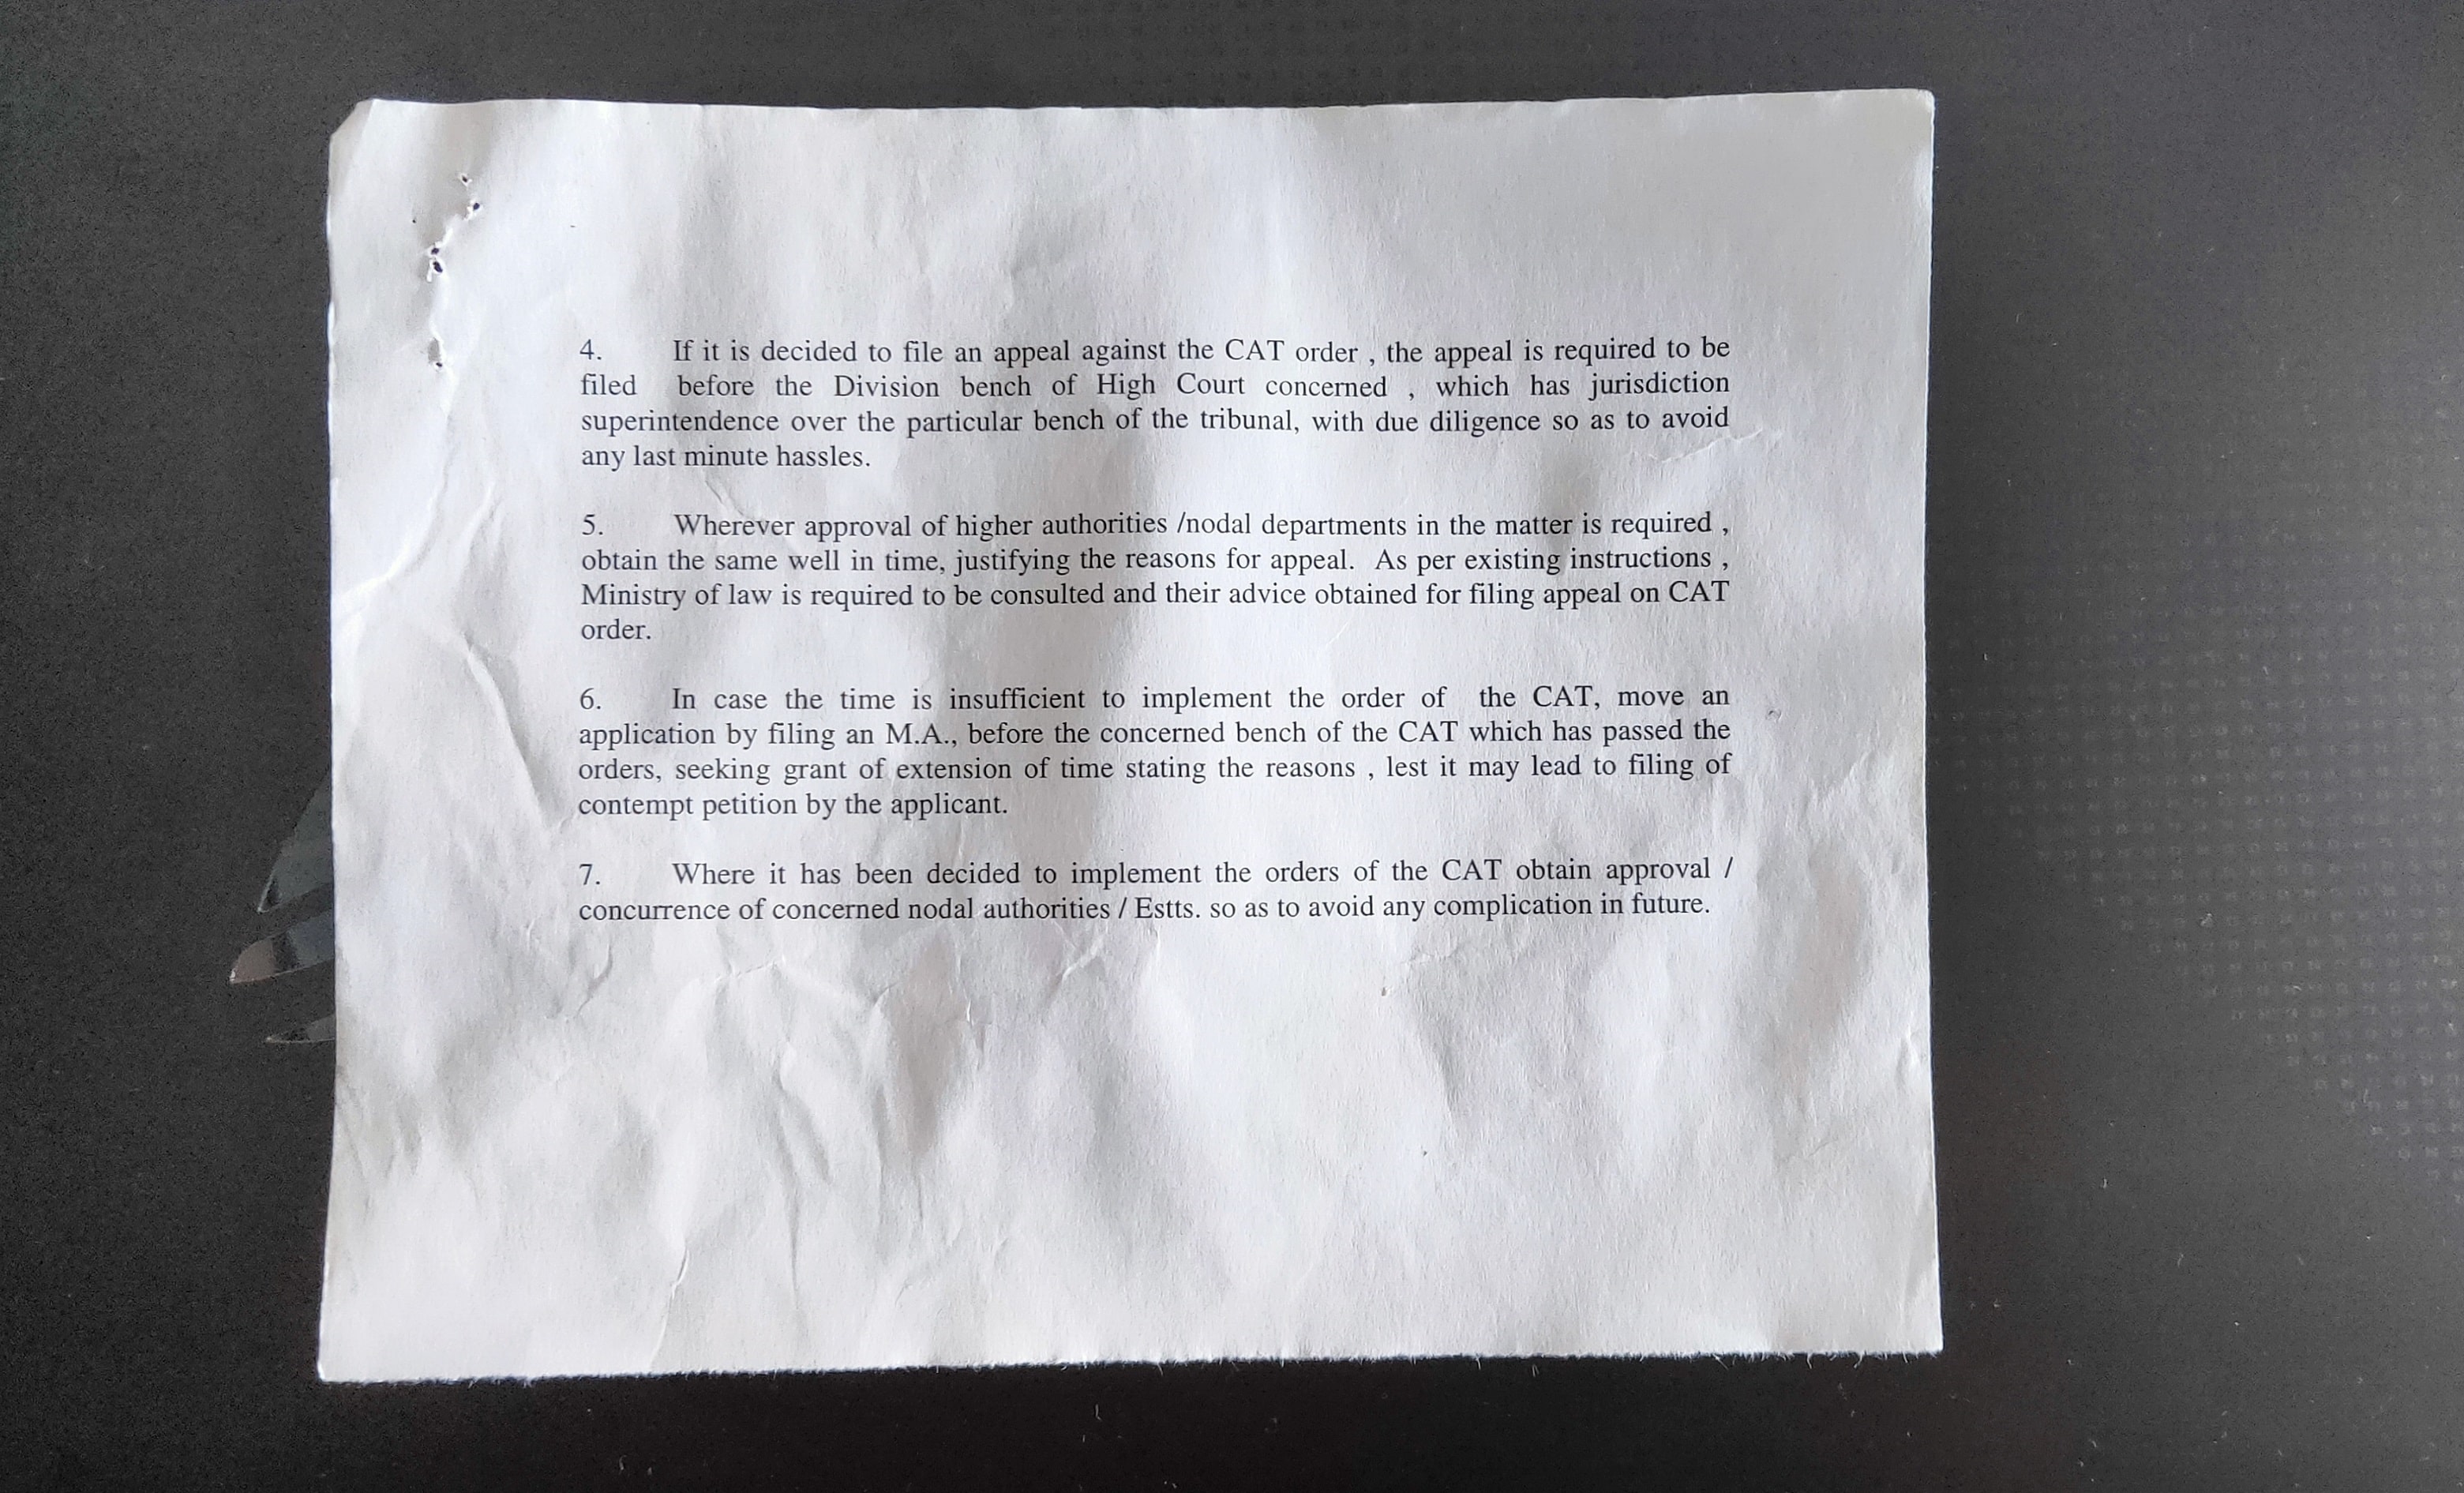 4. If it is decided to file an appeal against the CAT order , the appeal is required to be
filed before the Division bench of High Court concerned , which has jurisdiction
superintendence over the particular bench of the tribunal, with due diligence so as to avoid
any last minute hassles.
5. Wherever approval of higher authorities /nodal departments in the matter is required ,
obtain the same well in time, justifying the reasons for appeal. As per existing instructions ,
Ministry of law is required to be consulted and their advice obtained for filing appeal on CAT
order.
6. In case the time is insufficient to implement the order of the CAT, move an
application by filing an M.A., before the concerned bench of the CAT which has passed the
orders, seeking grant of extension of time stating the reasons , lest it may lead to filing of
contempt petition by the applicant.
7. Where it has been decided to implement the orders of the CAT obtain approval /
concurrence of concerned nodal authorities / Estts. so as to avoid any complication in future.